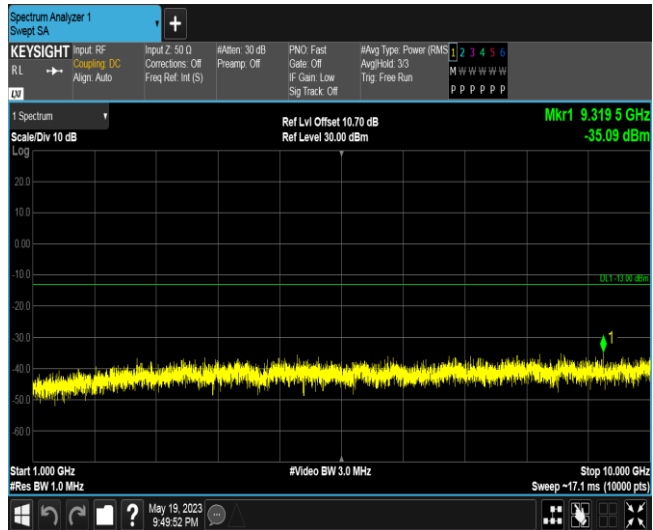 Spectrum Analyzer 1
Swept SA
+
KEYSIGHT
RL
LXI
Input: RF
Coupling: DC
Align: Auto
Input Z: 50 Ω
Corrections: Off
Freq Ref: Int (S)
#Atten: 30 dB
Preamp: Off
PNO: Fast
Gate: Off
IF Gain: Low
Sig Track: Off
#Avg Type: Power (RMS
Avg|Hold: 3/3
Trig: Free Run
1 2 3 4 5 6
M W W W W W
P P P P P P
1 Spectrum
Scale/Div 10 dB
Ref Lvl Offset 10.70 dB
Ref Level 30.00 dBm
Mkr1 9.319 5 GHz
-35.09 dBm
Log
20.0
10.0
0.00
-10.0
DL1 -13.00 dBm
-20.0
-30.0
1
-40.0
-50.0
-60.0
Start 1.000 GHz
#Video BW 3.0 MHz
Stop 10.000 GHz
#Res BW 1.0 MHz
Sweep ~17.1 ms (10000 pts)
?
May 19, 2023
9:49:52 PM